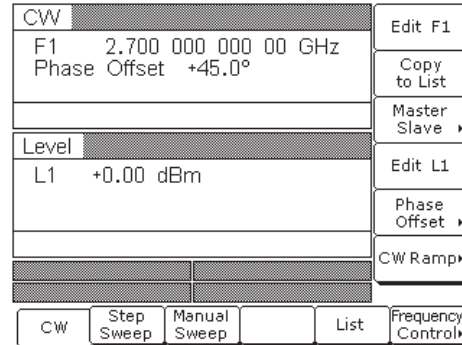 CW
F1 2.700 000 000 00 GHz
Phase Offset +45.0°
Level
L1 +0.00 dBm
Edit F1
Copy
to List
Master
Slave
Edit L1
Phase
Offset
CW Ramp
CW
Step
Sweep
Manual
Sweep
List
Frequency
Control